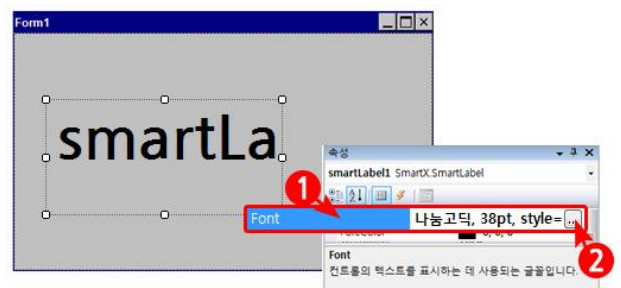 Form1
smartLa
속성
smartLabel1 SmartX.SmartLabel
1
Font 나눔고딕, 38pt, style= ...
2
Font
컨트롤의 텍스트를 표시하는 데 사용되는 글꼴입니다.